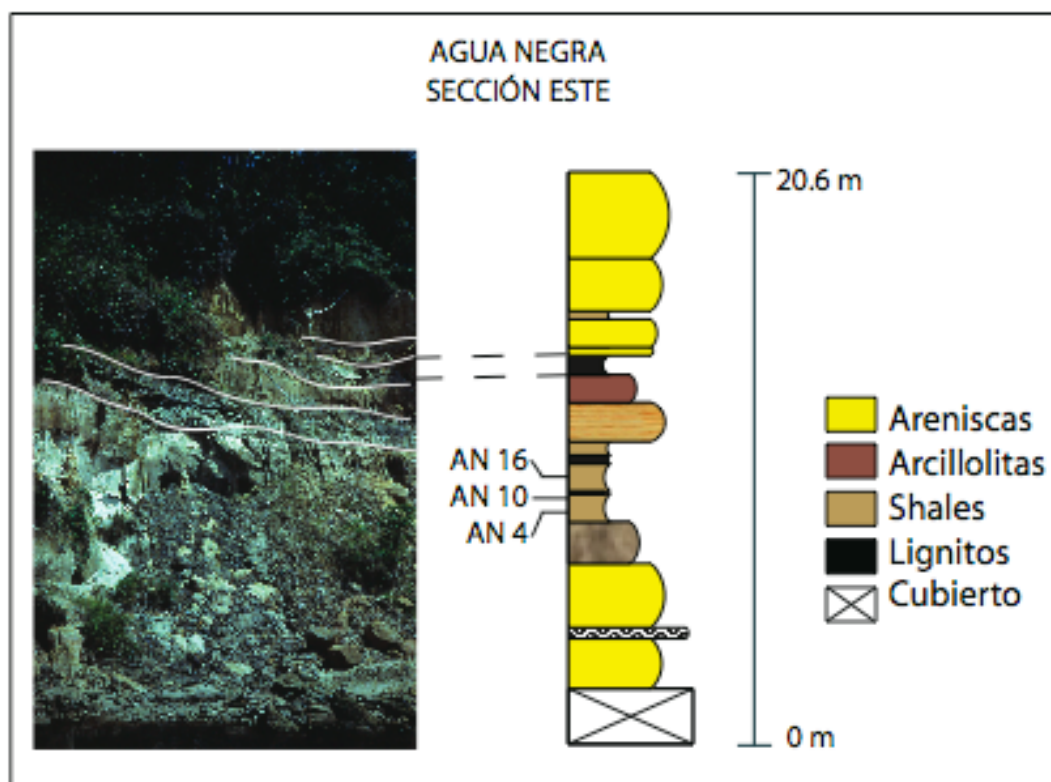 AGUA NEGRA
SECCIÓN ESTE
20.6 m
AN 16
AN 10
AN 4
0 m
Areniscas
Arcillolitas
Shales
Lignitos
Cubierto